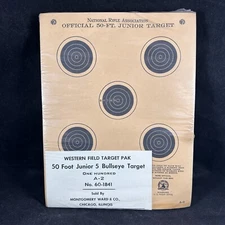 NATIONAL RIFLE ASSOCIATION
OFFICIAL 50-FT. JUNIOR TARGET
WESTERN FIELD TARGET PAK
50 Foot Junior 5 Bullseye Target
ONE HUNDRED
A-2
No. 60-1841
Sold By
MONTGOMERY WARD & CO.
CHICAGO, ILLINOIS